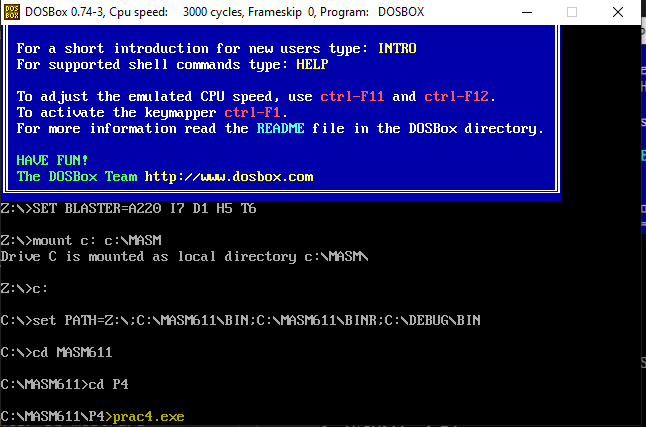 DOSBox 0.74-3, Cpu speed: 3000 cycles, Frameskip 0, Program: DOSBOX
For a short introduction for new users type: INTRO
For supported shell commands type: HELP
To adjust the emulated CPU speed, use ctrl-F11 and ctrl-F12.
To activate the keymapper ctrl-F1.
For more information read the README file in the DOSBox directory.
HAVE FUN!
The DOSBox Team http://www.dosbox.com
Z:\>SET BLASTER=A220 I7 D1 H5 T6
Z:\>mount c: c:\MASM
Drive C is mounted as local directory c:\MASM\
Z:\>c:
C:\>set PATH=Z:\;C:\MASM611\BIN;C:\MASM611\BINR;C:\DEBUG\BIN
C:\>cd MASM611
C:\MASM611>cd P4
C:\MASM611\P4>prac4.exe